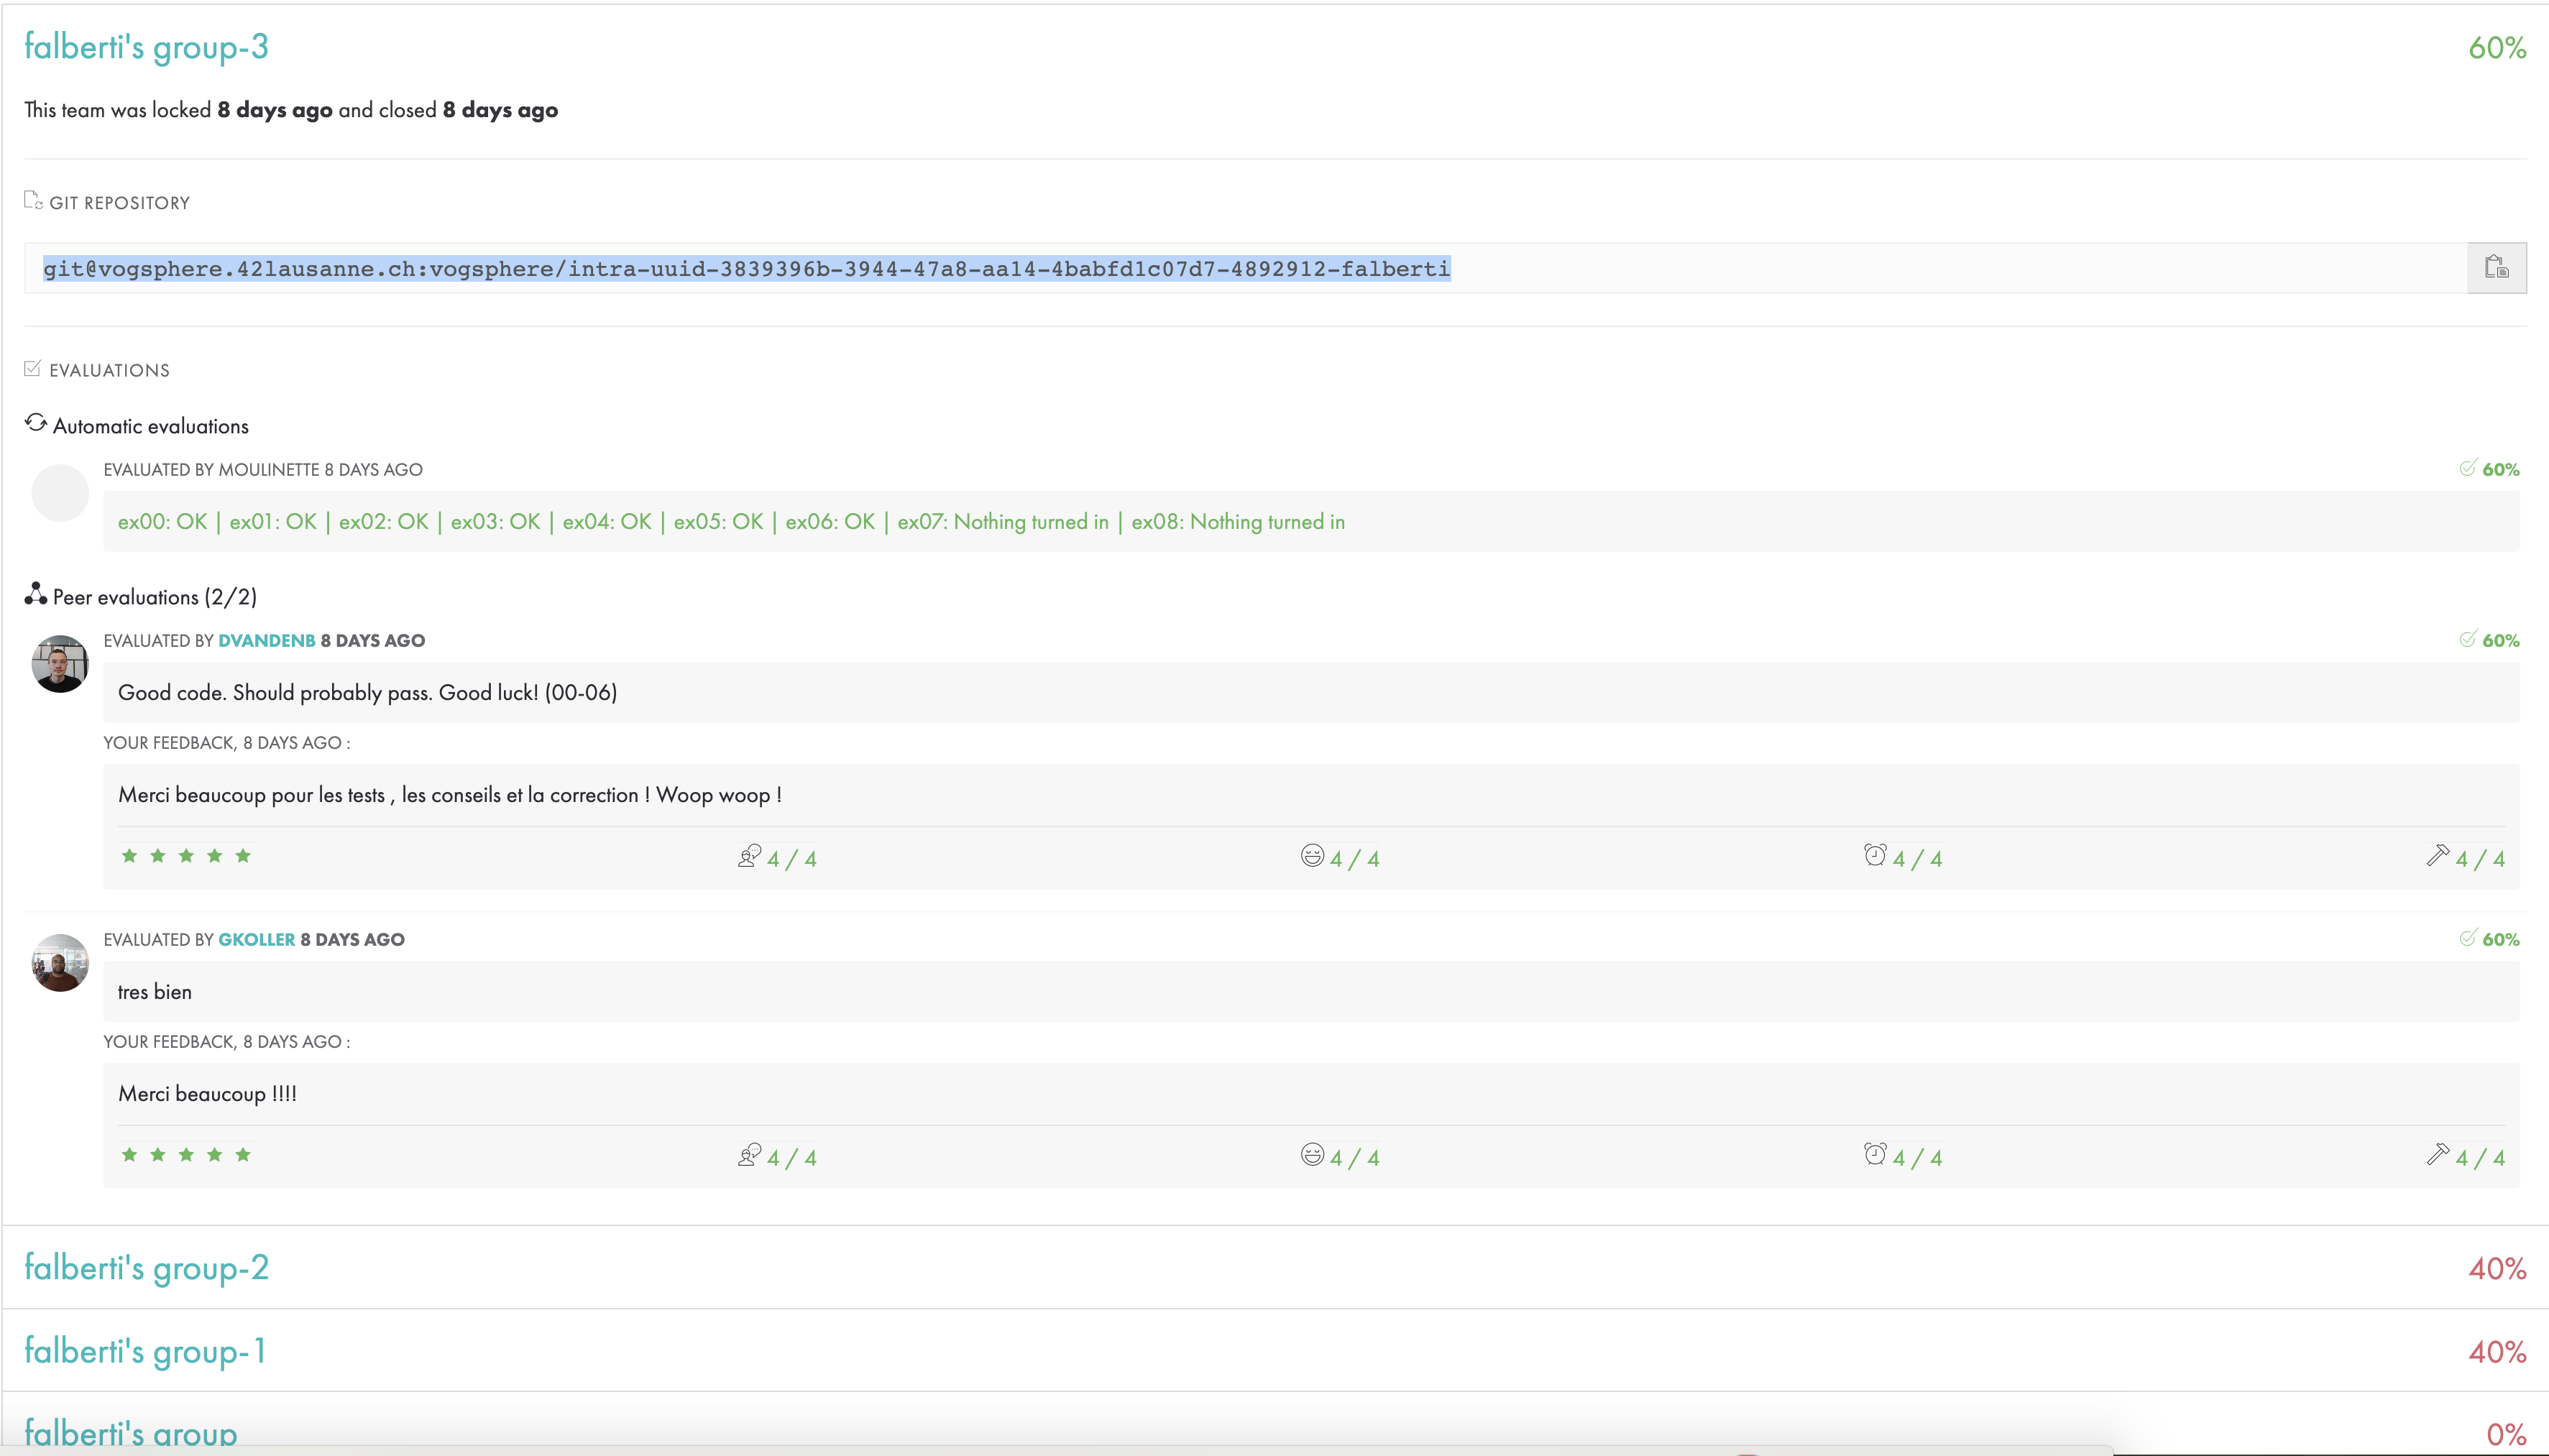 falberti's group-3 60%
This team was locked 8 days ago and closed 8 days ago
GIT REPOSITORY
git@vogsphere.42lausanne.ch:vogsphere/intra-uuid-3839396b-3944-47a8-aa14-4babfd1c07d7-4892912-falberti
EVALUATIONS
Automatic evaluations
EVALUATED BY MOULINETTE 8 DAYS AGO 60%
ex00: OK | ex01: OK | ex02: OK | ex03: OK | ex04: OK | ex05: OK | ex06: OK | ex07: Nothing turned in | ex08: Nothing turned in
Peer evaluations (2/2)
EVALUATED BY DVANDENB 8 DAYS AGO 60%
Good code. Should probably pass. Good luck! (00-06)
YOUR FEEDBACK, 8 DAYS AGO :
Merci beaucoup pour les tests , les conseils et la correction ! Woop woop !
4 / 4 4 / 4 4 / 4 4 / 4
EVALUATED BY GKOLLER 8 DAYS AGO 60%
tres bien
YOUR FEEDBACK, 8 DAYS AGO :
Merci beaucoup !!!!
4 / 4 4 / 4 4 / 4 4 / 4
falberti's group-2 40%
falberti's group-1 40%
falberti's group 0%